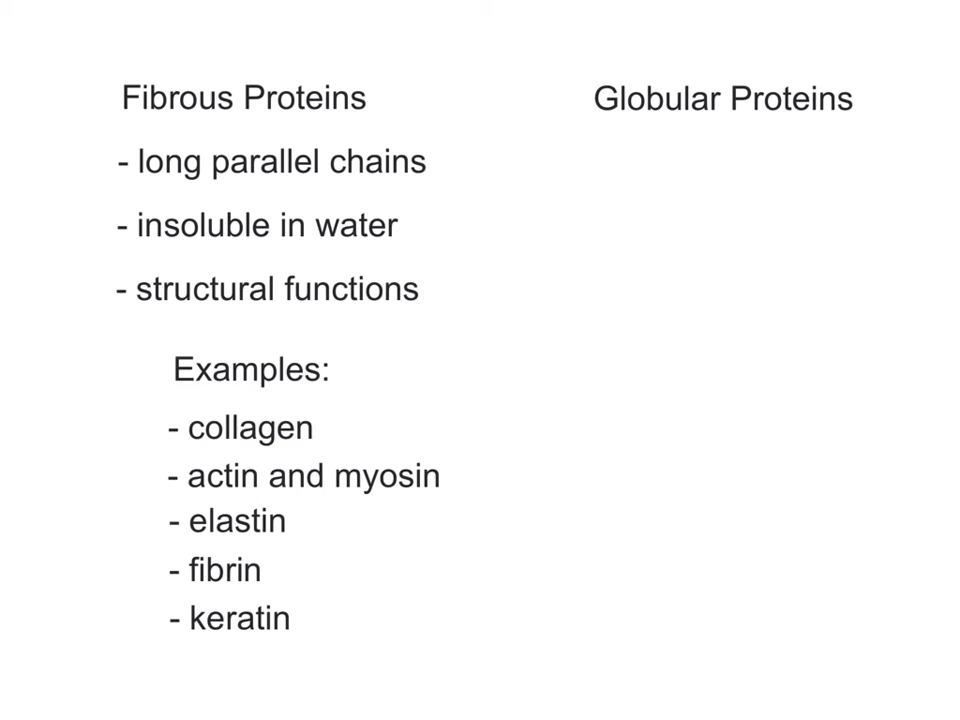 Fibrous Proteins
Globular Proteins
- long parallel chains
- insoluble in water
- structural functions
Examples:
- collagen
- actin and myosin
- elastin
- fibrin
- keratin